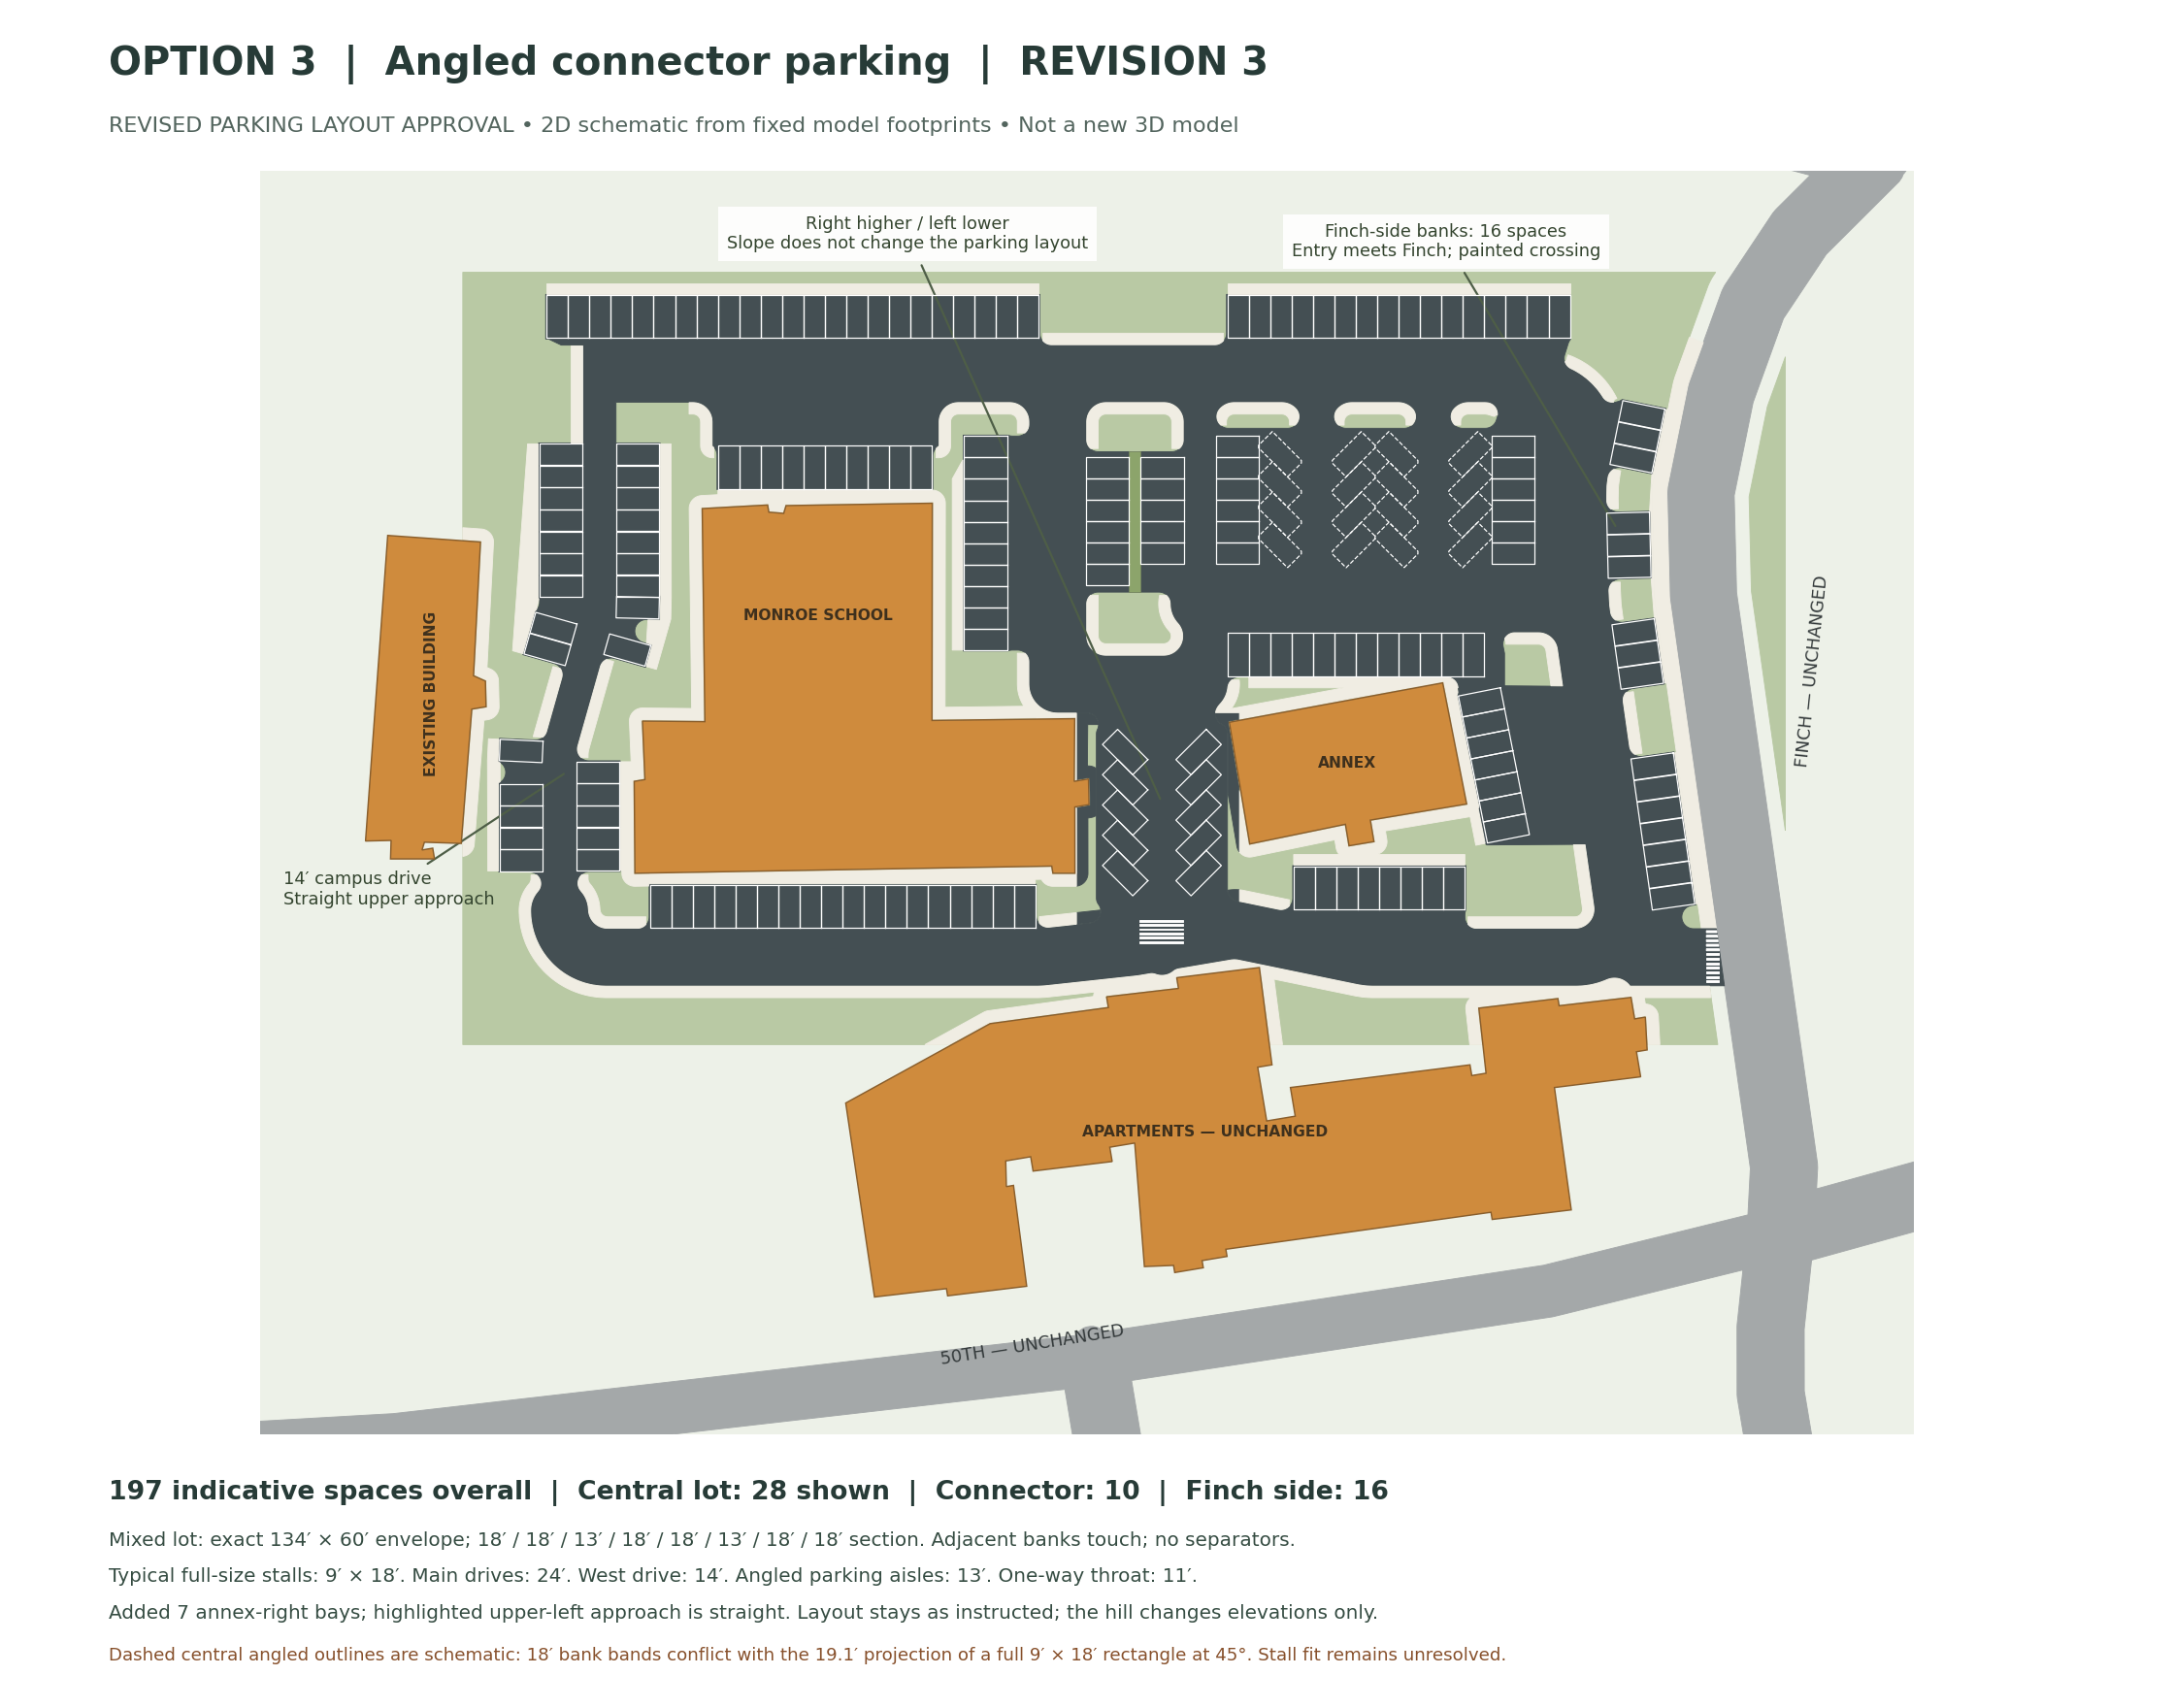 OPTION 3 | Angled connector parking | REVISION 3
REVISED PARKING LAYOUT APPROVAL • 2D schematic from fixed model footprints • Not a new 3D model
Right higher / left lower
Slope does not change the parking layout
Finch-side banks: 16 spaces
Entry meets Finch; painted crossing
MONROE SCHOOL
EXISTING BUILDING
ANNEX
FINCH — UNCHANGED
14′ campus drive
Straight upper approach
APARTMENTS — UNCHANGED
50TH — UNCHANGED
197 indicative spaces overall | Central lot: 28 shown | Connector: 10 | Finch side: 16
Mixed lot: exact 134′ × 60′ envelope; 18′ / 18′ / 13′ / 18′ / 18′ / 13′ / 18′ / 18′ section. Adjacent banks touch; no separators.
Typical full-size stalls: 9′ × 18′. Main drives: 24′. West drive: 14′. Angled parking aisles: 13′. One-way throat: 11′.
Added 7 annex-right bays; highlighted upper-left approach is straight. Layout stays as instructed; the hill changes elevations only.
Dashed central angled outlines are schematic: 18′ bank bands conflict with the 19.1′ projection of a full 9′ × 18′ rectangle at 45°. Stall fit remains unresolved.